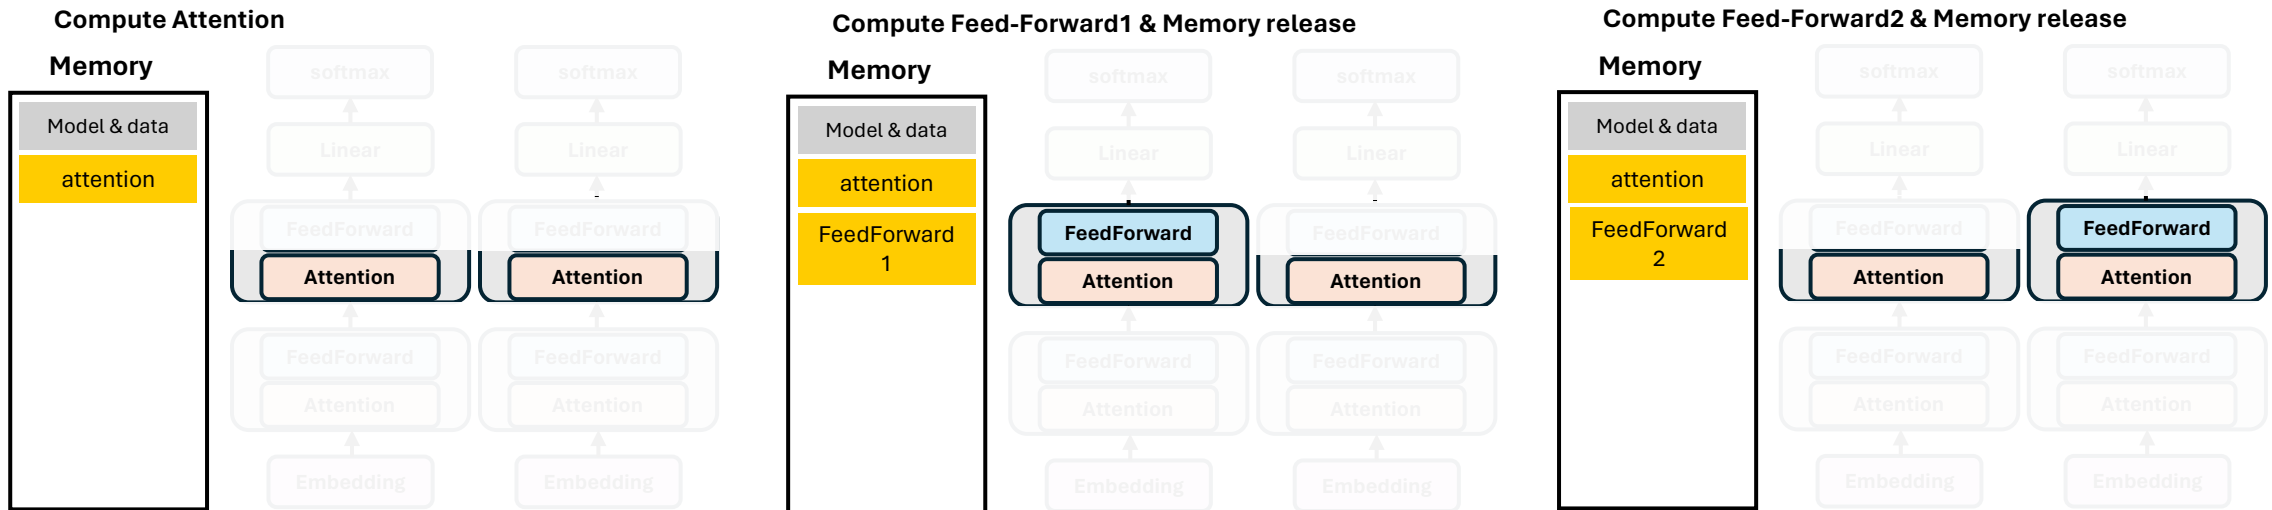 Compute Attention
Memory
Model & data
attention
softmax
softmax
Linear
Linear
FeedForward
FeedForward
Attention
Attention
FeedForward
FeedForward
Attention
Attention
Embedding
Embedding
Compute Feed-Forward1 & Memory release
Memory
Model & data
attention
FeedForward
1
softmax
softmax
Linear
Linear
FeedForward
FeedForward
Attention
Attention
FeedForward
FeedForward
Attention
Attention
Embedding
Embedding
Compute Feed-Forward2 & Memory release
Memory
Model & data
attention
FeedForward
2
softmax
softmax
Linear
Linear
FeedForward
FeedForward
Attention
Attention
FeedForward
FeedForward
Attention
Attention
Embedding
Embedding